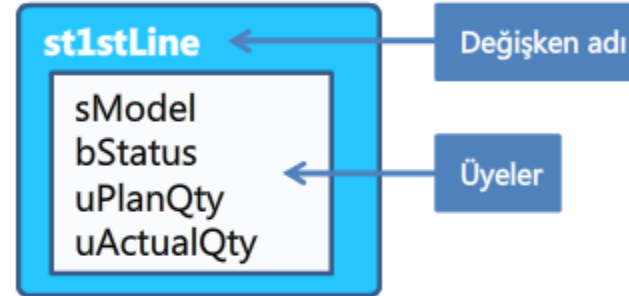 st1stLine
Değişken adı
sModel
bStatus
uPlanQty
uActualQty
Üyeler